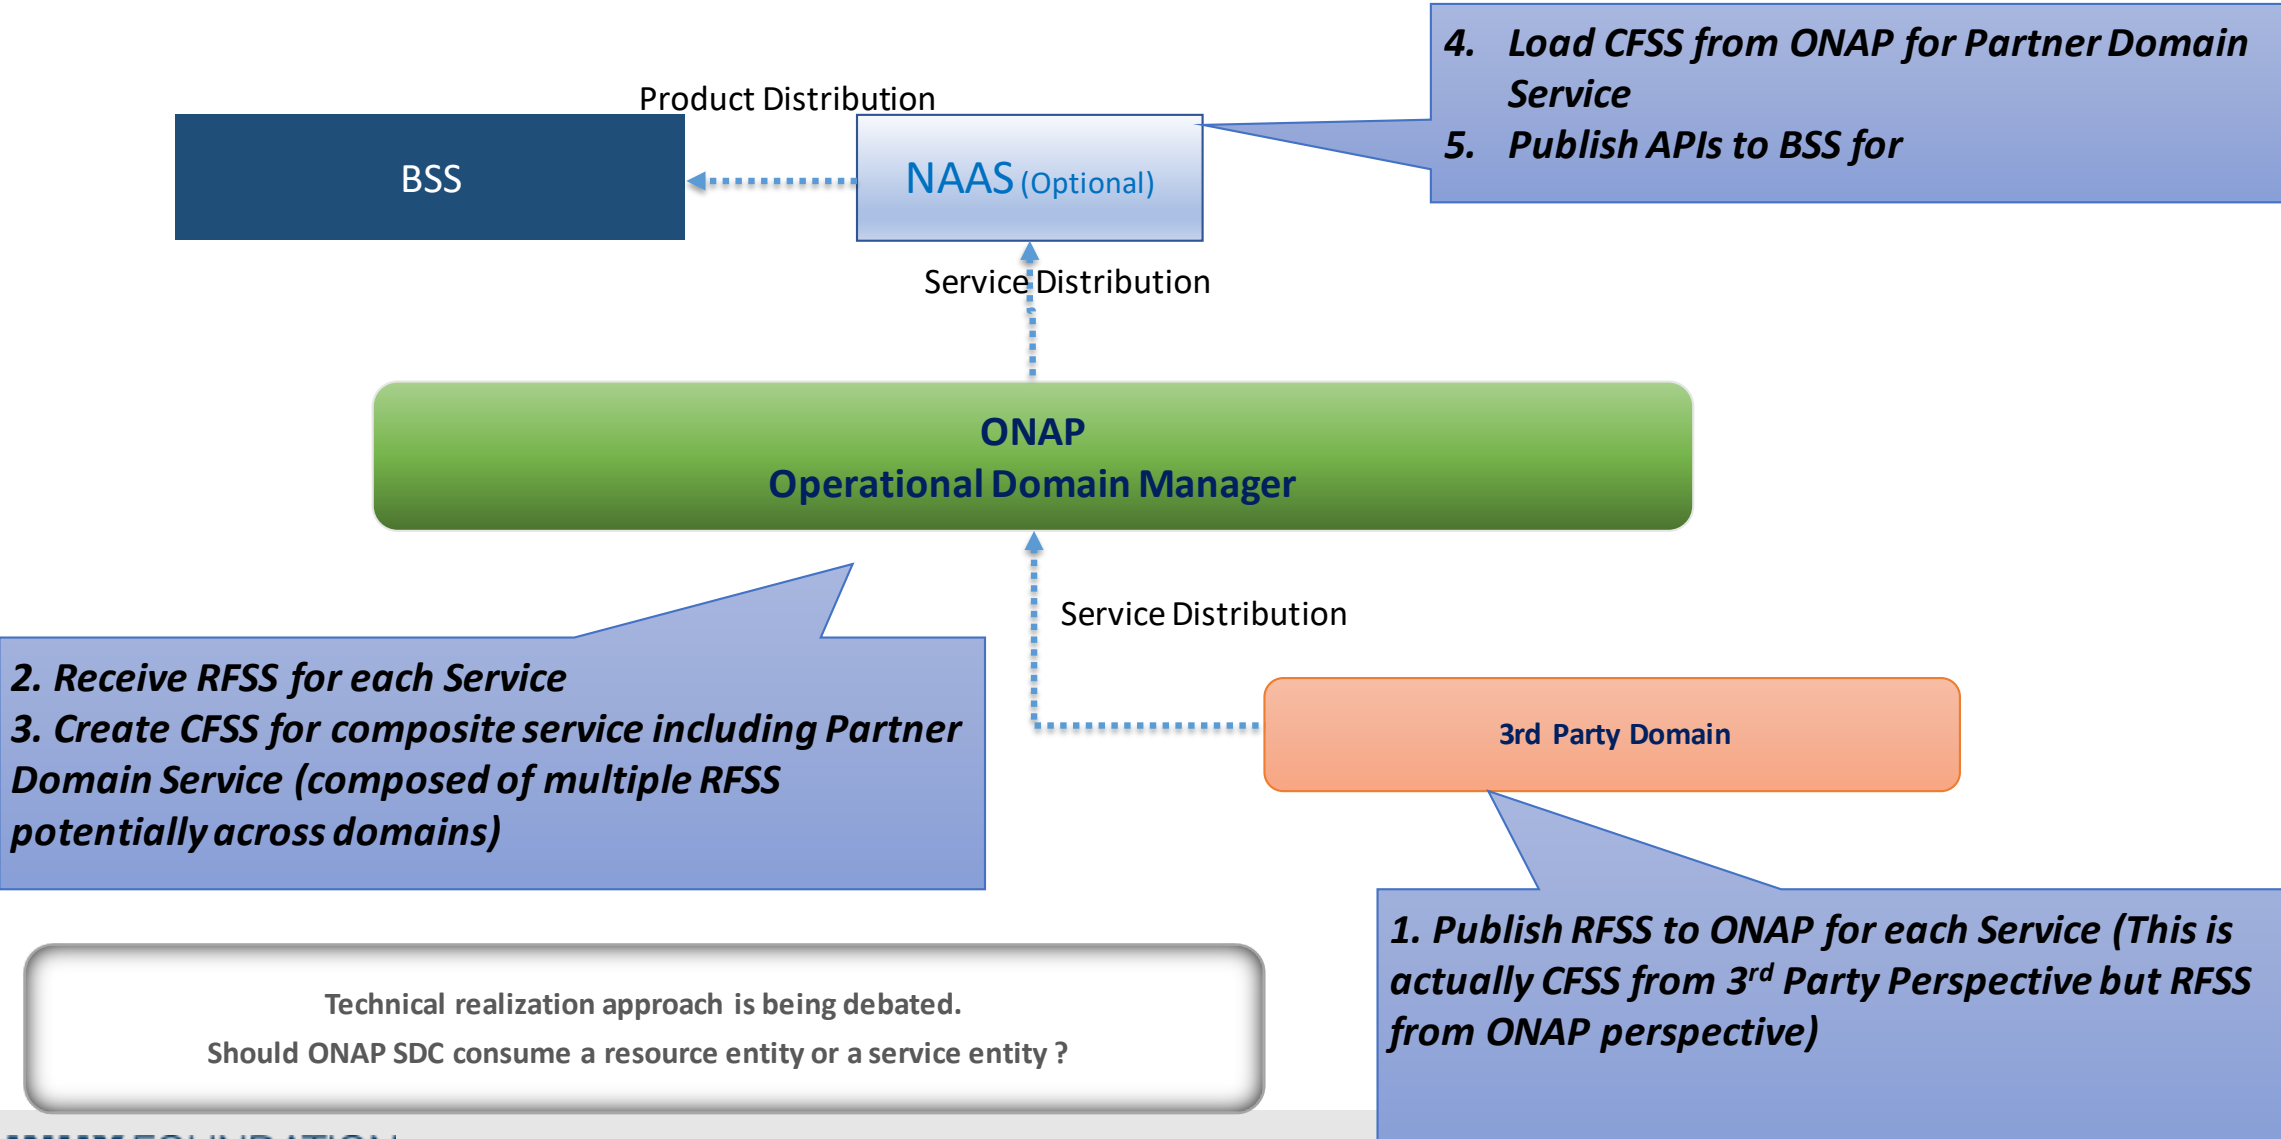 4. Load CFSS from ONAP for Partner Domain
Service
5. Publish APIs to BSS for
Product Distribution
BSS
NAAS (Optional)
Service Distribution
ONAP
Operational Domain Manager
Service Distribution
2. Receive RFSS for each Service
3. Create CFSS for composite service including Partner
Domain Service (composed of multiple RFSS
potentially across domains)
3rd Party Domain
1. Publish RFSS to ONAP for each Service (This is
actually CFSS from 3rd Party Perspective but RFSS
from ONAP perspective)
Technical realization approach is being debated.
Should ONAP SDC consume a resource entity or a service entity ?
FOUNDATION